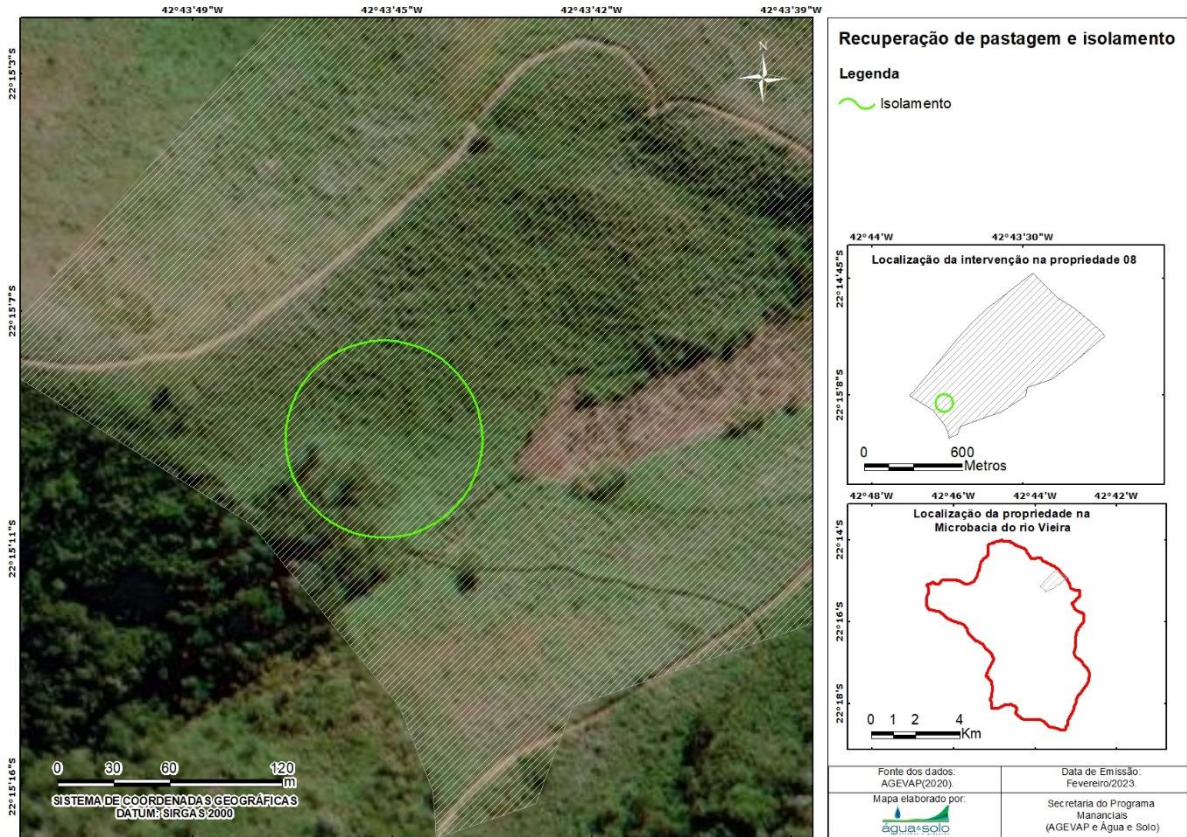 42°43'49"W 42°43'45"W 42°43'42"W 42°43'39"W
22°15'3"S
22°15'7"S
22°15'11"S
22°15'16"S
N
0 30 60 120
m
SISTEMA DE COORDENADAS GEOGRÁFICAS
DATUM: SIRGAS 2000
Recuperação de pastagem e isolamento
Legenda
Isolamento
42°44'W 42°43'30"W
Localização da intervenção na propriedade 08
22°14'45"S
22°15'8"S
0 600
Metros
42°48'W 42°46'W 42°44'W 42°42'W
Localização da propriedade na
Microbacia do rio Vieira
22°14'S
22°16'S
22°18'S
0 1 2 4
Km
Fonte dos dados:
AGEVAP(2020).
Data de Emissão:
Fevereiro/2023.
Mapa elaborado por:
água e solo
Secretaria do Programa
Mananciais
(AGEVAP e Água e Solo)